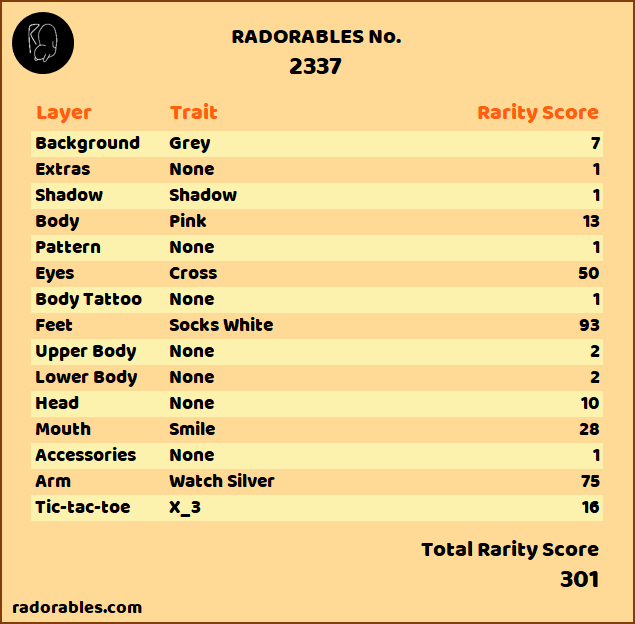 RADORABLES No.
2337
Layer Trait Rarity Score
Background Grey 7
Extras None 1
Shadow Shadow 1
Body Pink 13
Pattern None 1
Eyes Cross 50
Body Tattoo None 1
Feet Socks White 93
Upper Body None 2
Lower Body None 2
Head None 10
Mouth Smile 28
Accessories None 1
Arm Watch Silver 75
Tic-tac-toe X_3 16
Total Rarity Score
301
radorables.com